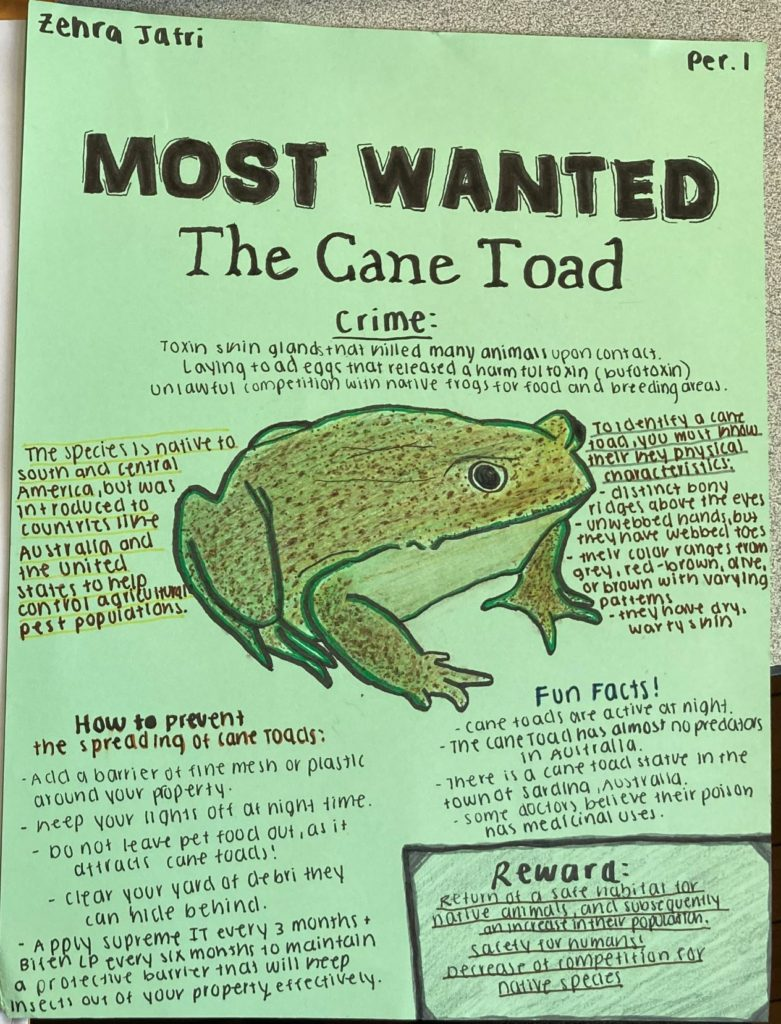 Zehra Jafri
Per. 1
MOST WANTED
The Cane Toad
Crime:
Toxin skin glands that killed many animals upon contact.
Laying toad eggs that released a harmful toxin (bufotoxin)
Unlawful competition with native frogs for food and breeding areas.
The species is native to
south and central
America, but was
introduced to
countries like
Australia and
the United
States to help
control agricultural
pest populations.
To identify a cane
toad, you must know
their key physical
characteristics.
- distinct bony
ridges above the eyes
- unwebbed hands, but
they have webbed toes
- their color ranges from
grey, red-brown, olive,
or brown with varying
patterns
- they have dry,
warty skin
How to prevent
the spreading of cane toads:
- Add a barrier of fine mesh or plastic
around your property.
- Keep your lights off at night time.
- Do not leave pet food out, as it
attracts cane toads!
- Clear your yard of debri they
can hide behind.
- Apply Supreme IT every 3 months +
Bifen LP every six months to maintain
a protective barrier that will keep
insects out of your property effectively.
Fun Facts!
- Cane toads are active at night.
- The Cane Toad has almost no predators
in Australia.
- There is a cane toad statue in the
town of Sarding, Australia.
- Some doctors believe their poison
has medicinal uses.
Reward:
Return of a safe habitat for
native animals, and subsequently
an increase in their population.
Safety for humans!
Decrease of competition for
native species